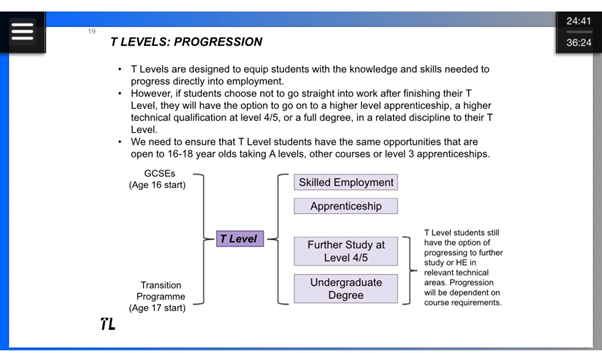 24:41
36:24
19
T LEVELS: PROGRESSION
• T Levels are designed to equip students with the knowledge and skills needed to
progress directly into employment.
• However, if students choose not to go straight into work after finishing their T
Level, they will have the option to go on to a higher level apprenticeship, a higher
technical qualification at level 4/5, or a full degree, in a related discipline to their T
Level.
• We need to ensure that T Level students have the same opportunities that are
open to 16-18 year olds taking A levels, other courses or level 3 apprenticeships.
GCSEs
(Age 16 start)
Transition
Programme
(Age 17 start)
T Level
Skilled Employment
Apprenticeship
Further Study at
Level 4/5
Undergraduate
Degree
T Level students still
have the option of
progressing to further
study or HE in
relevant technical
areas. Progression
will be dependent on
course requirements.
TL